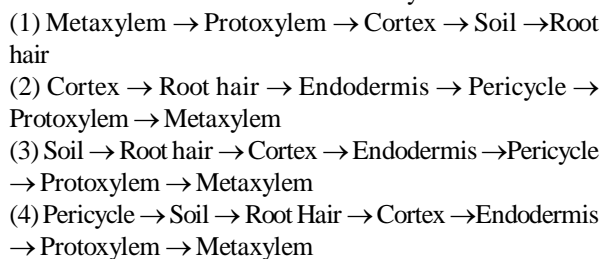 (1) Metaxylem → Protoxylem → Cortex → Soil →Root
hair
(2) Cortex → Root hair → Endodermis → Pericycle →
Protoxylem → Metaxylem
(3) Soil → Root hair → Cortex → Endodermis →Pericycle
→ Protoxylem → Metaxylem
(4) Pericycle → Soil → Root Hair → Cortex →Endodermis
→ Protoxylem → Metaxylem